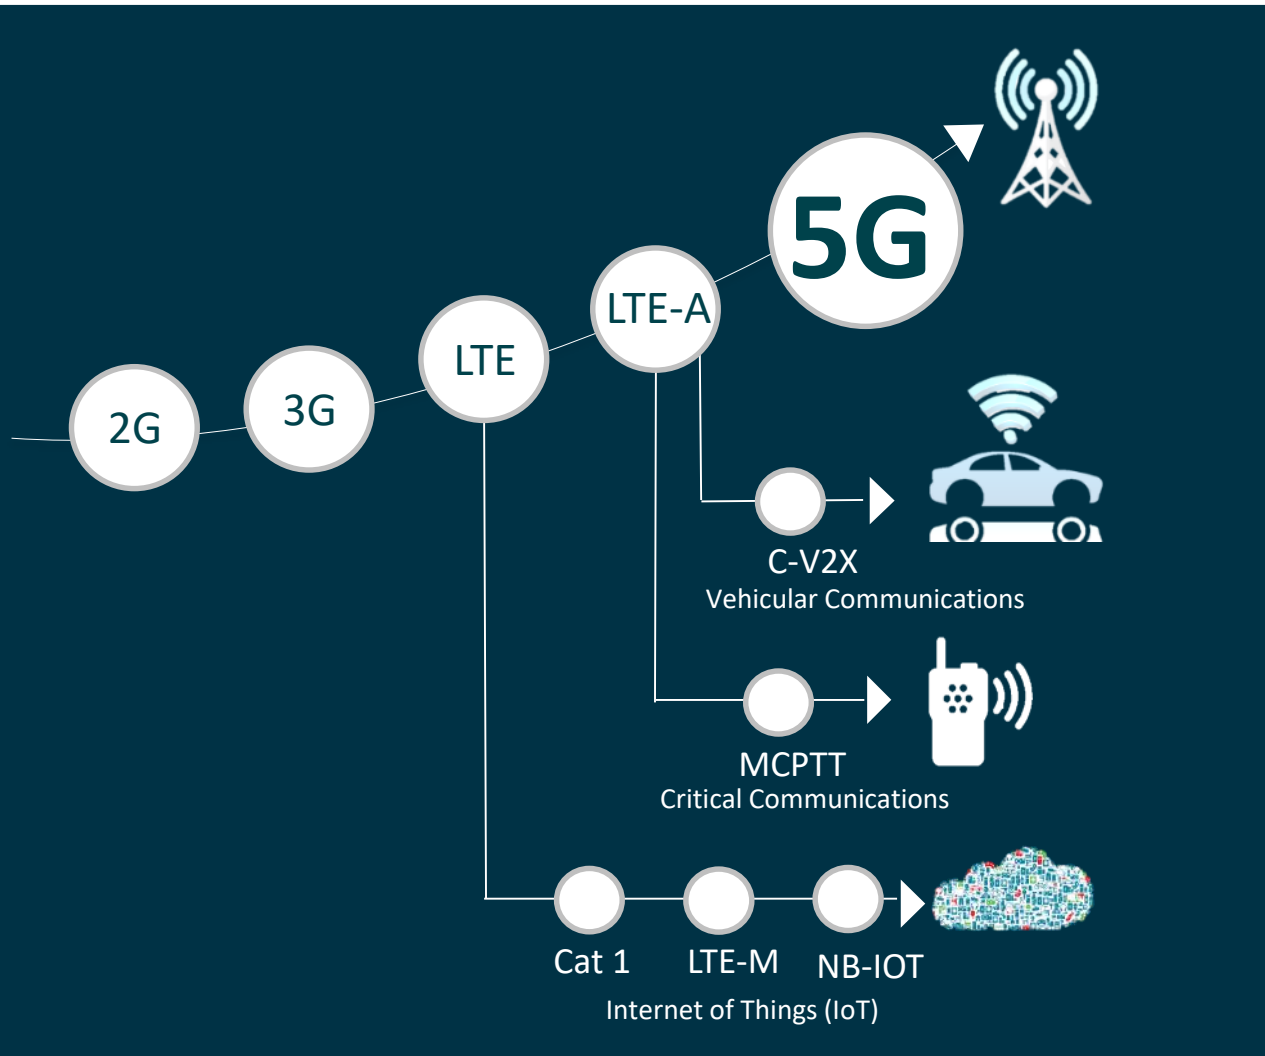 5G
LTE-A
LTE
3G
2G
C-V2X
Vehicular Communications
MCPTT
Critical Communications
Cat 1
LTE-M
NB-IOT
Internet of Things (IoT)